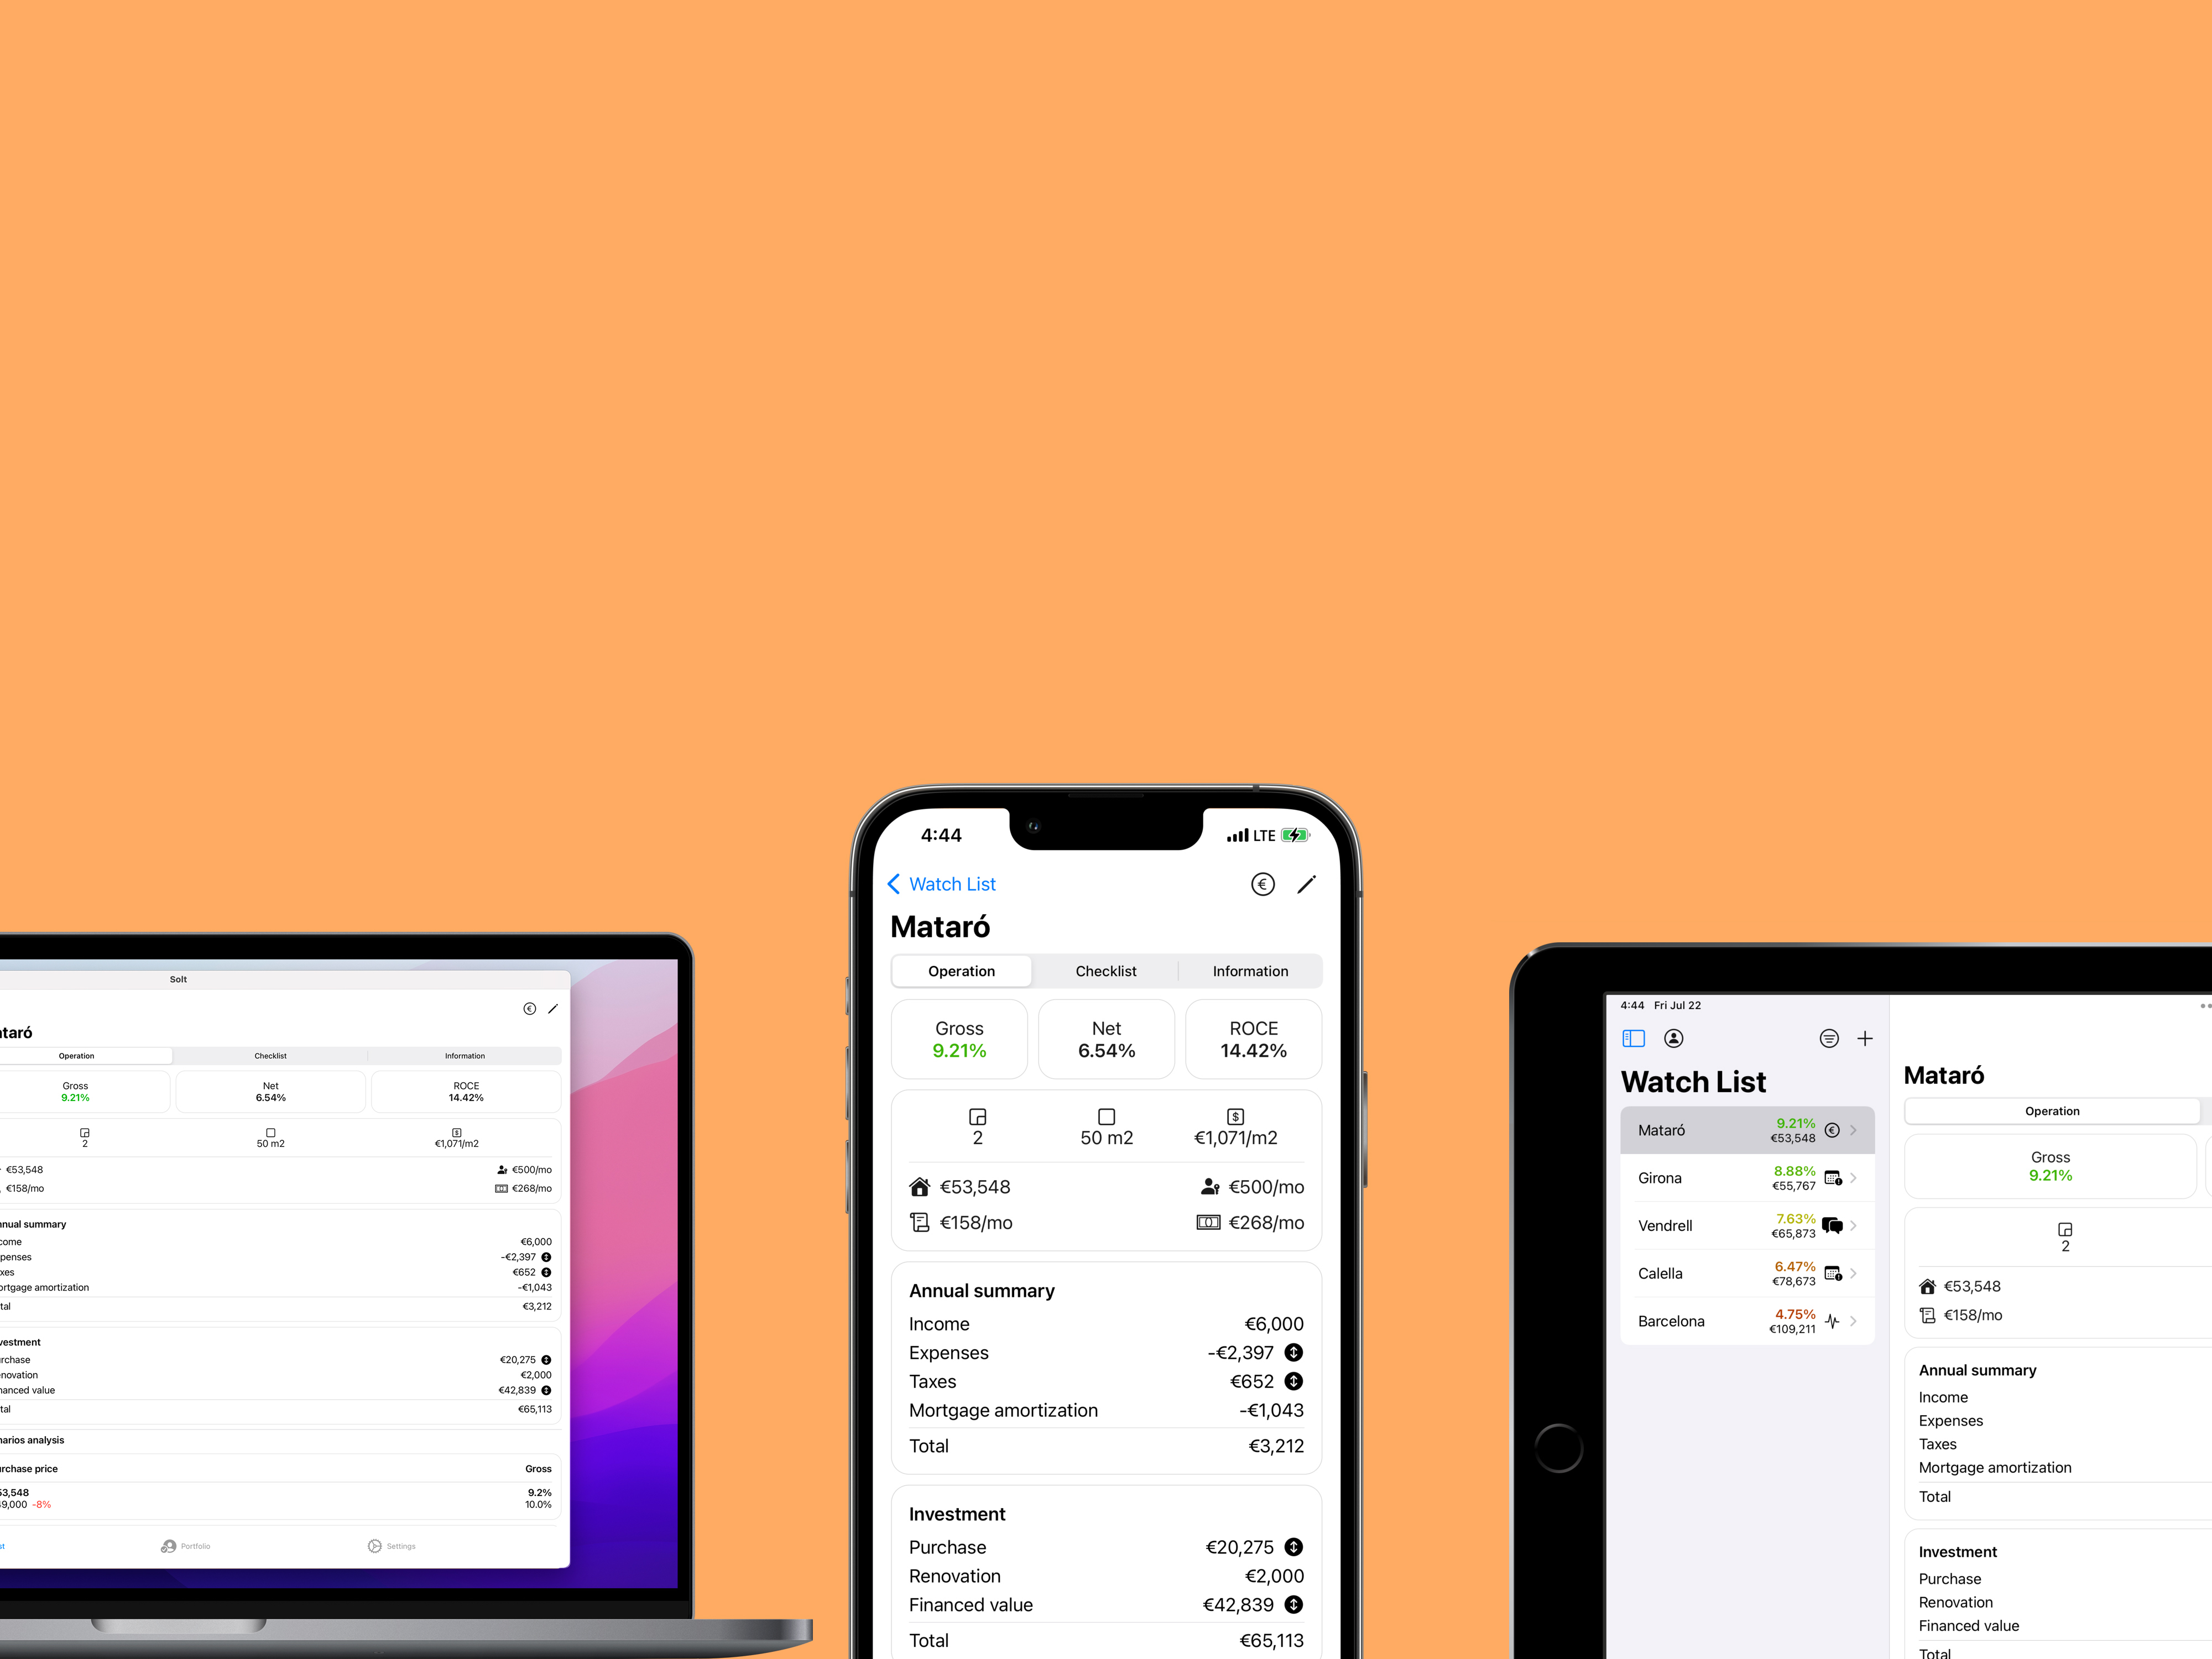 Solt
taró
Operation Checklist Information
Gross Net ROCE
9.21% 6.54% 14.42%
2 50 m2 €1,071/m2
€53,548 €500/mo
€158/mo €268/mo
nnual summary
come €6,000
penses -€2,397
xes €652
ortgage amortization -€1,043
tal €3,212
vestment
rchase €20,275
novation €2,000
nanced value €42,839
tal €65,113
narios analysis
rchase price Gross
53,548 9.2%
9,000 -8% 10.0%
st Portfolio Settings
4:44 LTE
Watch List
Mataró
Operation Checklist Information
Gross Net ROCE
9.21% 6.54% 14.42%
2 50 m2 €1,071/m2
€53,548 €500/mo
€158/mo €268/mo
Annual summary
Income €6,000
Expenses -€2,397
Taxes €652
Mortgage amortization -€1,043
Total €3,212
Investment
Purchase €20,275
Renovation €2,000
Financed value €42,839
Total €65,113
4:44 Fri Jul 22
Watch List
Mataró 9.21%
€53,548
Girona 8.88%
€55,767
Vendrell 7.63%
€65,873
Calella 6.47%
€78,673
Barcelona 4.75%
€109,211
Mataró
Operation
Gross
9.21%
2
€53,548
€158/mo
Annual summary
Income
Expenses
Taxes
Mortgage amortization
Total
Investment
Purchase
Renovation
Financed value
Total